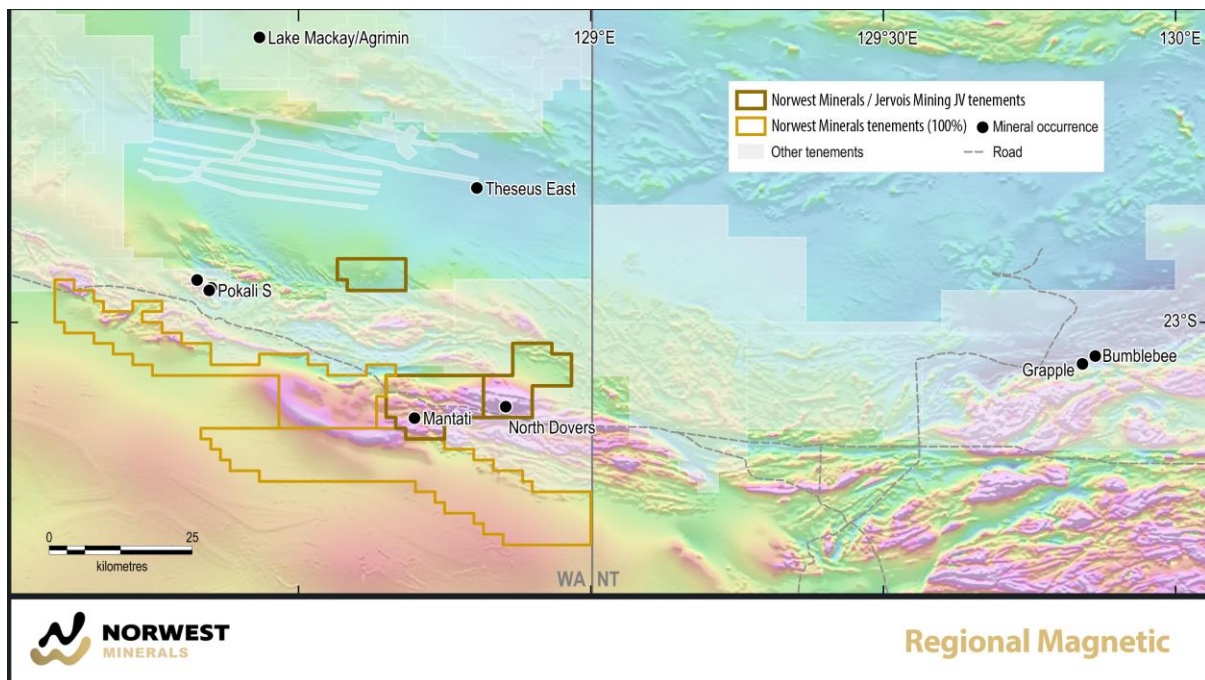 Lake Mackay/Agrimin
129°E
129°30'E
130°E
Norwest Minerals / Jervois Mining JV tenements
Norwest Minerals tenements (100%)
Mineral occurrence
Other tenements
Road
Theseus East
Pokali S
23°S
Bumblebee
Grapple
Mantati
North Dovers
0
25
kilometres
WA
NT
NORWEST
MINERALS
Regional Magnetic